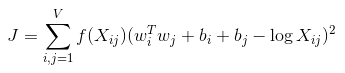 J = \sum_{i,j=1}^{V} f(X_{ij})(w_i^T w_j + b_i + b_j - \log X_{ij})^2